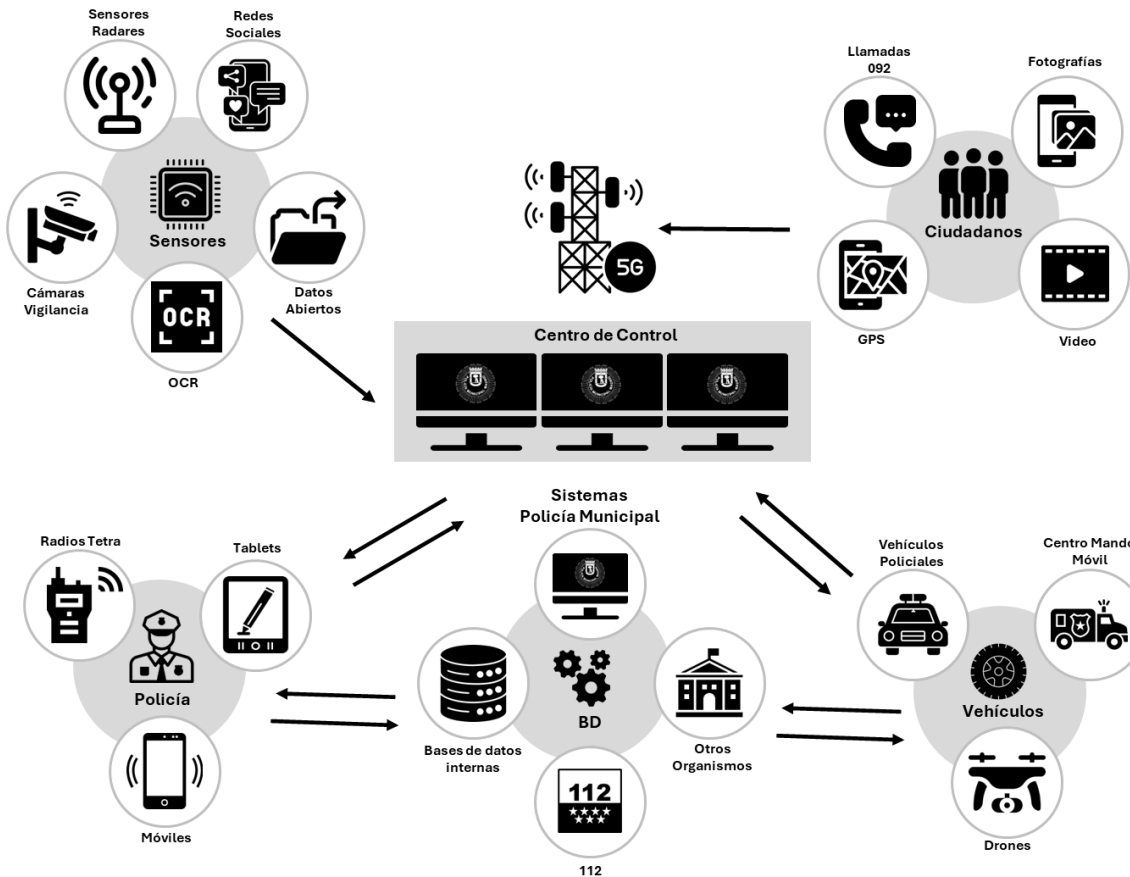 Sensores
Radares
Redes
Sociales
Sensores
Cámaras
Vigilancia
OCR
OCR
Datos
Abiertos
Llamadas
092
Fotografías
Ciudadanos
GPS
Video
5G
Centro de Control
Sistemas
Policía Municipal
Radios Tetra
Tablets
Policía
Móviles
Bases de datos
internas
BD
Otros
Organismos
112
112
Vehículos
Policiales
Centro Mando
Móvil
Vehículos
Drones